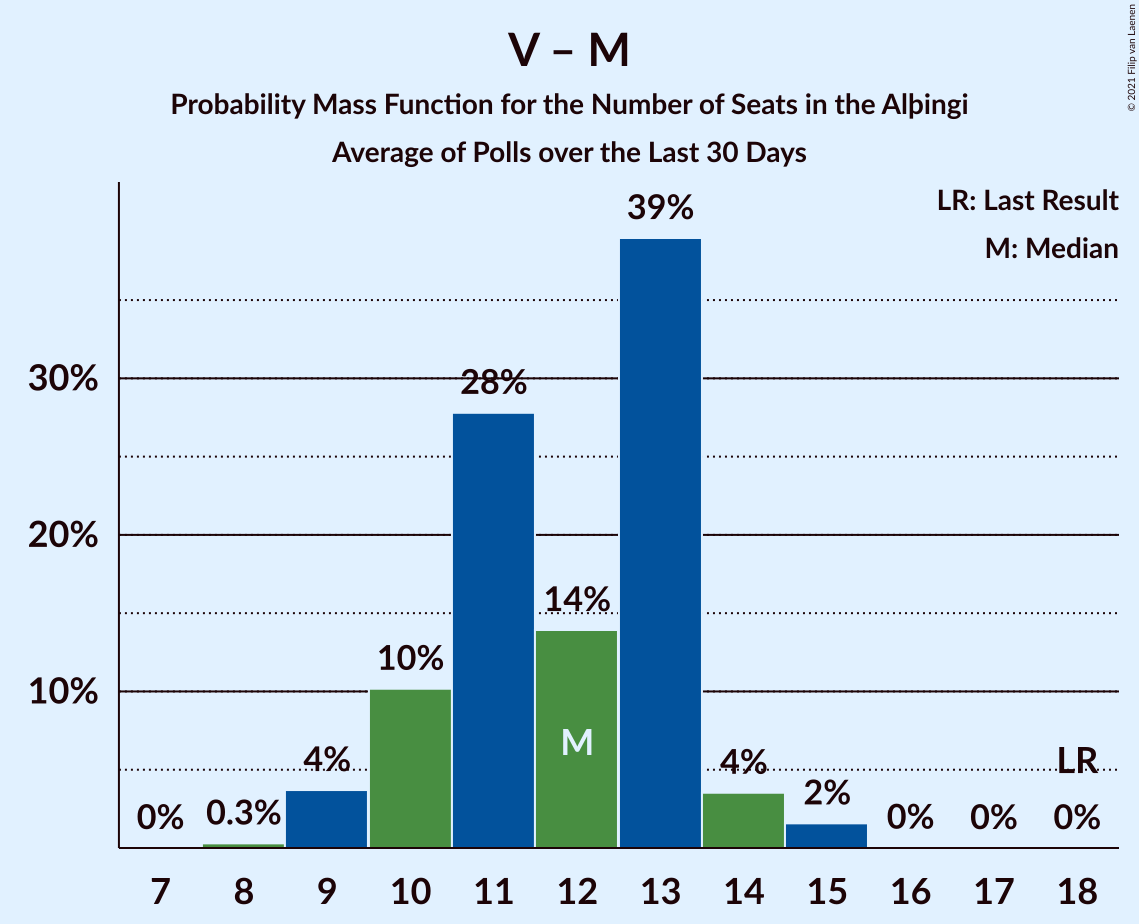 V – M
Probability Mass Function for the Number of Seats in the Alþingi
Average of Polls over the Last 30 Days
© 2021 Filip van Laenen
LR: Last Result
M: Median
30%
20%
10%
0%
0.3%
4%
10%
28%
14%
39%
4%
2%
0%
0%
0%
LR
M
7 8 9 10 11 12 13 14 15 16 17 18